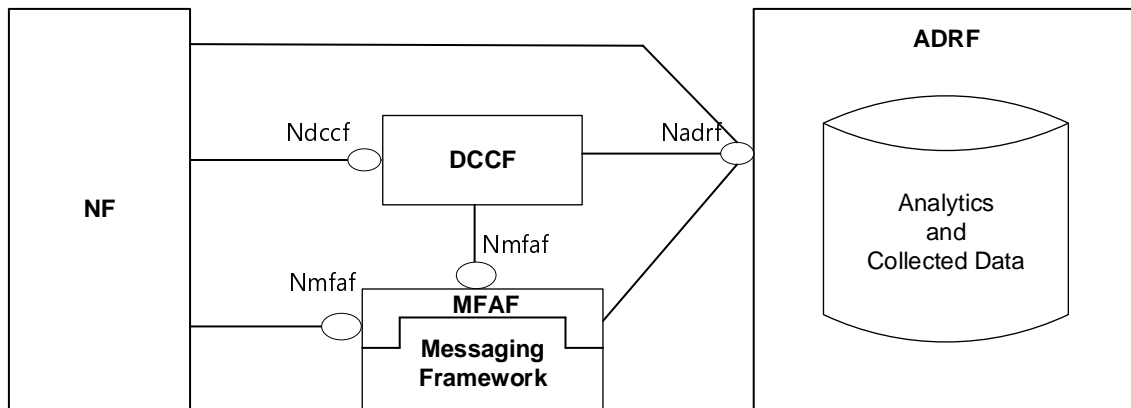 ADRF
Ndccf
Nadrf
DCCF
NF
Analytics
and
Collected Data
Nmfaf
Nmfaf
MFAF
Messaging
Framework